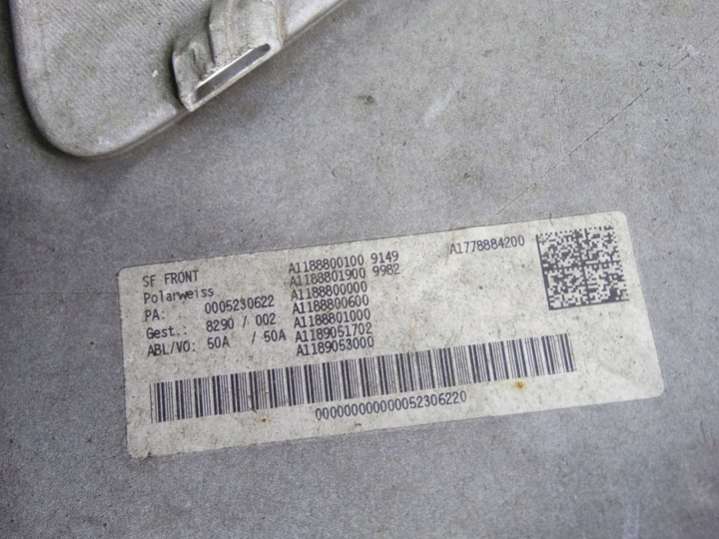 SF FRONT
Polarweiss
PA: 0005230622
Gest.: 8290 / 002
ABL/VO: 50A / 50A
A1188800100 9149
A1188801900 9982
A1188800000
A1188800600
A1188801000
A1189051702
A1189053000
A1778884200
000000000000052306220